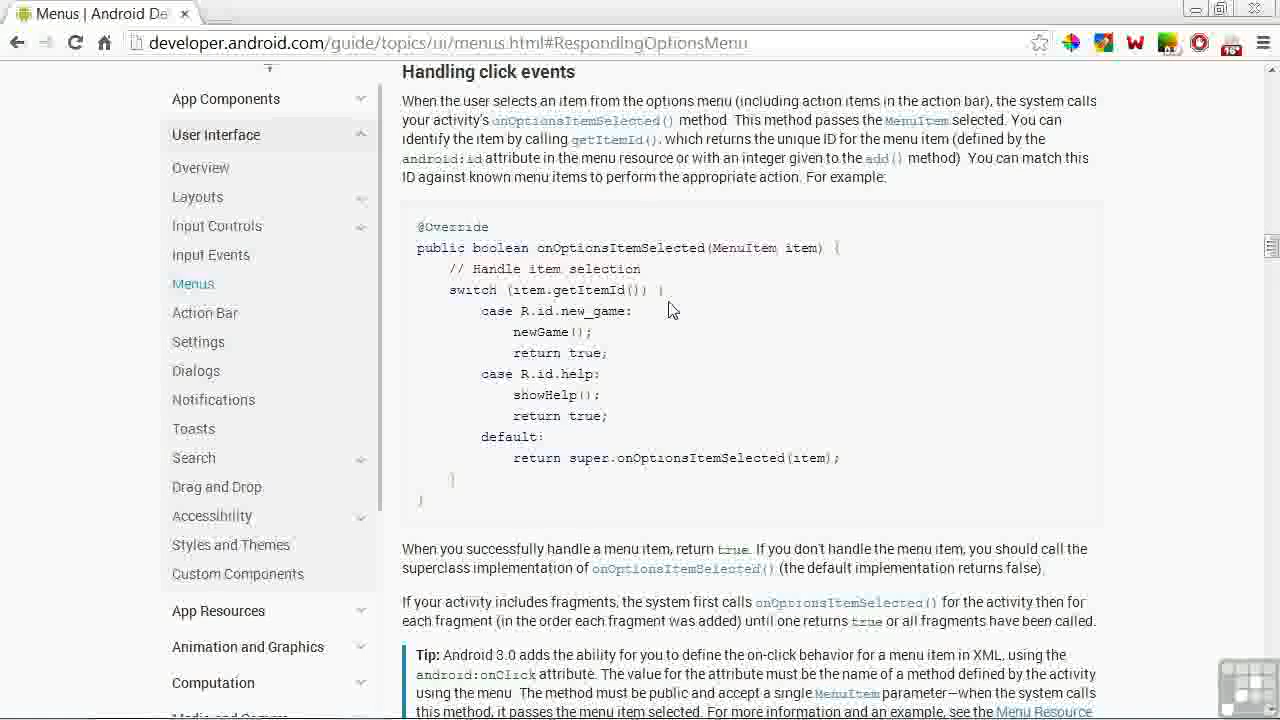 Menus | Android De
developer.android.com/guide/topics/ui/menus.html#RespondingOptionsMenu
App Components
User Interface
Overview
Layouts
Input Controls
Input Events
Menus
Action Bar
Settings
Dialogs
Notifications
Toasts
Search
Drag and Drop
Accessibility
Styles and Themes
Custom Components
App Resources
Animation and Graphics
Computation
Handling click events
When the user selects an item from the options menu (including action items in the action bar), the system calls
your activity's onOptionsItemSelected() method. This method passes the MenuItem selected. You can
identify the item by calling getItemId(), which returns the unique ID for the menu item (defined by the
android:id attribute in the menu resource or with an integer given to the add() method). You can match this
ID against known menu items to perform the appropriate action. For example:
@Override
public boolean onOptionsItemSelected(MenuItem item) {
// Handle item selection
switch (item.getItemId()) {
case R.id.new_game:
newGame();
return true;
case R.id.help:
showHelp();
return true;
default:
return super.onOptionsItemSelected(item);
}
}
When you successfully handle a menu item, return true. If you don't handle the menu item, you should call the
superclass implementation of onOptionsItemSelected() (the default implementation returns false).
If your activity includes fragments, the system first calls onOptionsItemSelected() for the activity then for
each fragment (in the order each fragment was added) until one returns true or all fragments have been called.
Tip: Android 3.0 adds the ability for you to define the on-click behavior for a menu item in XML, using the
android:onClick attribute. The value for the attribute must be the name of a method defined by the activity
using the menu. The method must be public and accept a single MenuItem parameter—when the system calls
this method, it passes the menu item selected. For more information and an example, see the Menu Resource